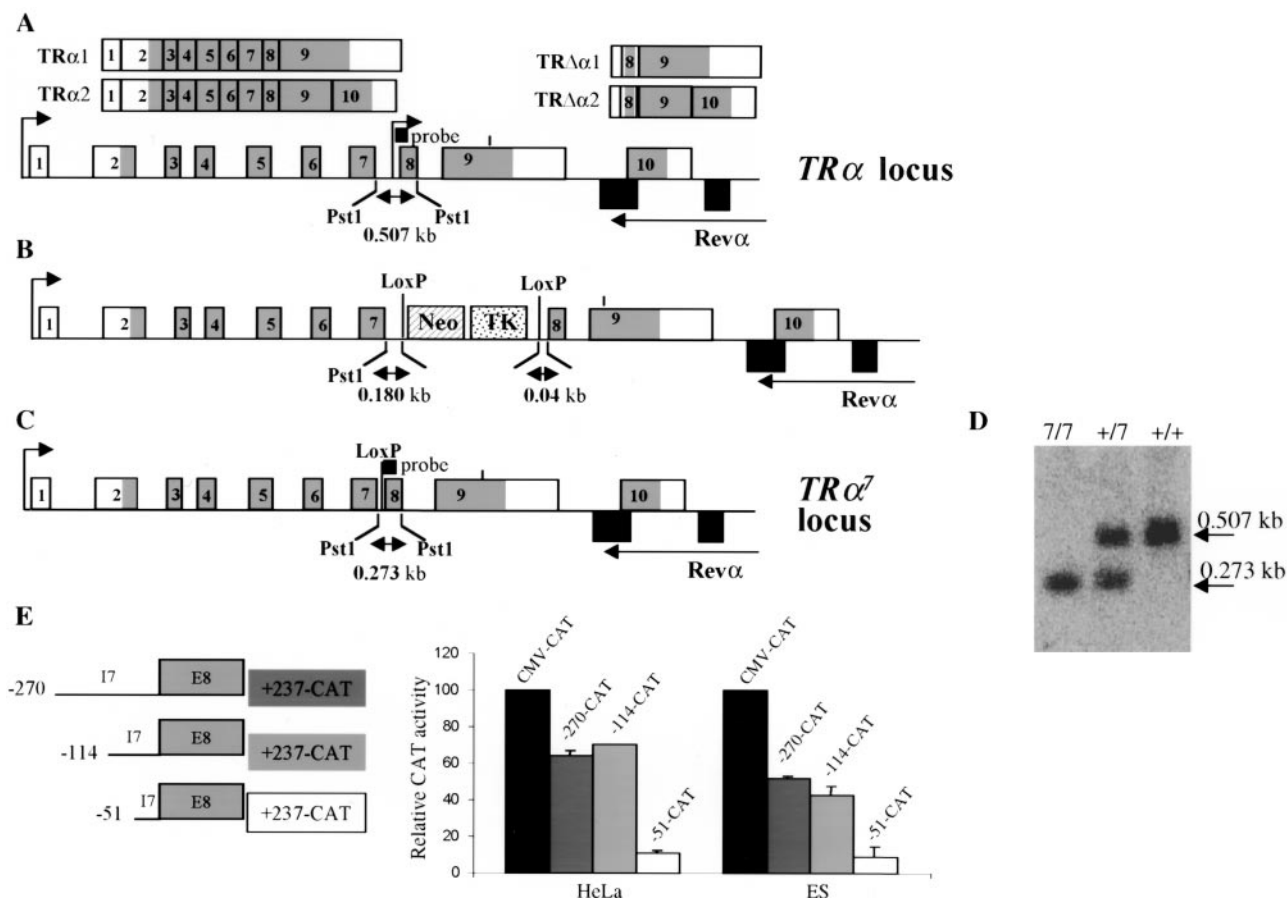 A
TRα1 1 2 3 4 5 6 7 8 9
TRα2 1 2 3 4 5 6 7 8 9 10
TRΔα1 8 9
TRΔα2 8 9 10
probe
1 2 3 4 5 6 7 8 9 10
TRα locus
Pst1 Pst1
0.507 kb
Revα
B
LoxP LoxP
1 2 3 4 5 6 7 Neo TK 8 9 10
Pst1
0.180 kb 0.04 kb
Revα
C
LoxP
probe
1 2 3 4 5 6 7 8 9 10
TRα⁷
locus
Pst1 Pst1
0.273 kb
Revα
D
7/7 +/7 +/+
0.507 kb
0.273 kb
E
-270 I7 E8 +237-CAT
-114 I7 E8 +237-CAT
-51 I7 E8 +237-CAT
Relative CAT activity
120
100
80
60
40
20
0
CMV-CAT
-270-CAT
-114-CAT
-51-CAT
HeLa
CMV-CAT
-270-CAT
-114-CAT
-51-CAT
ES